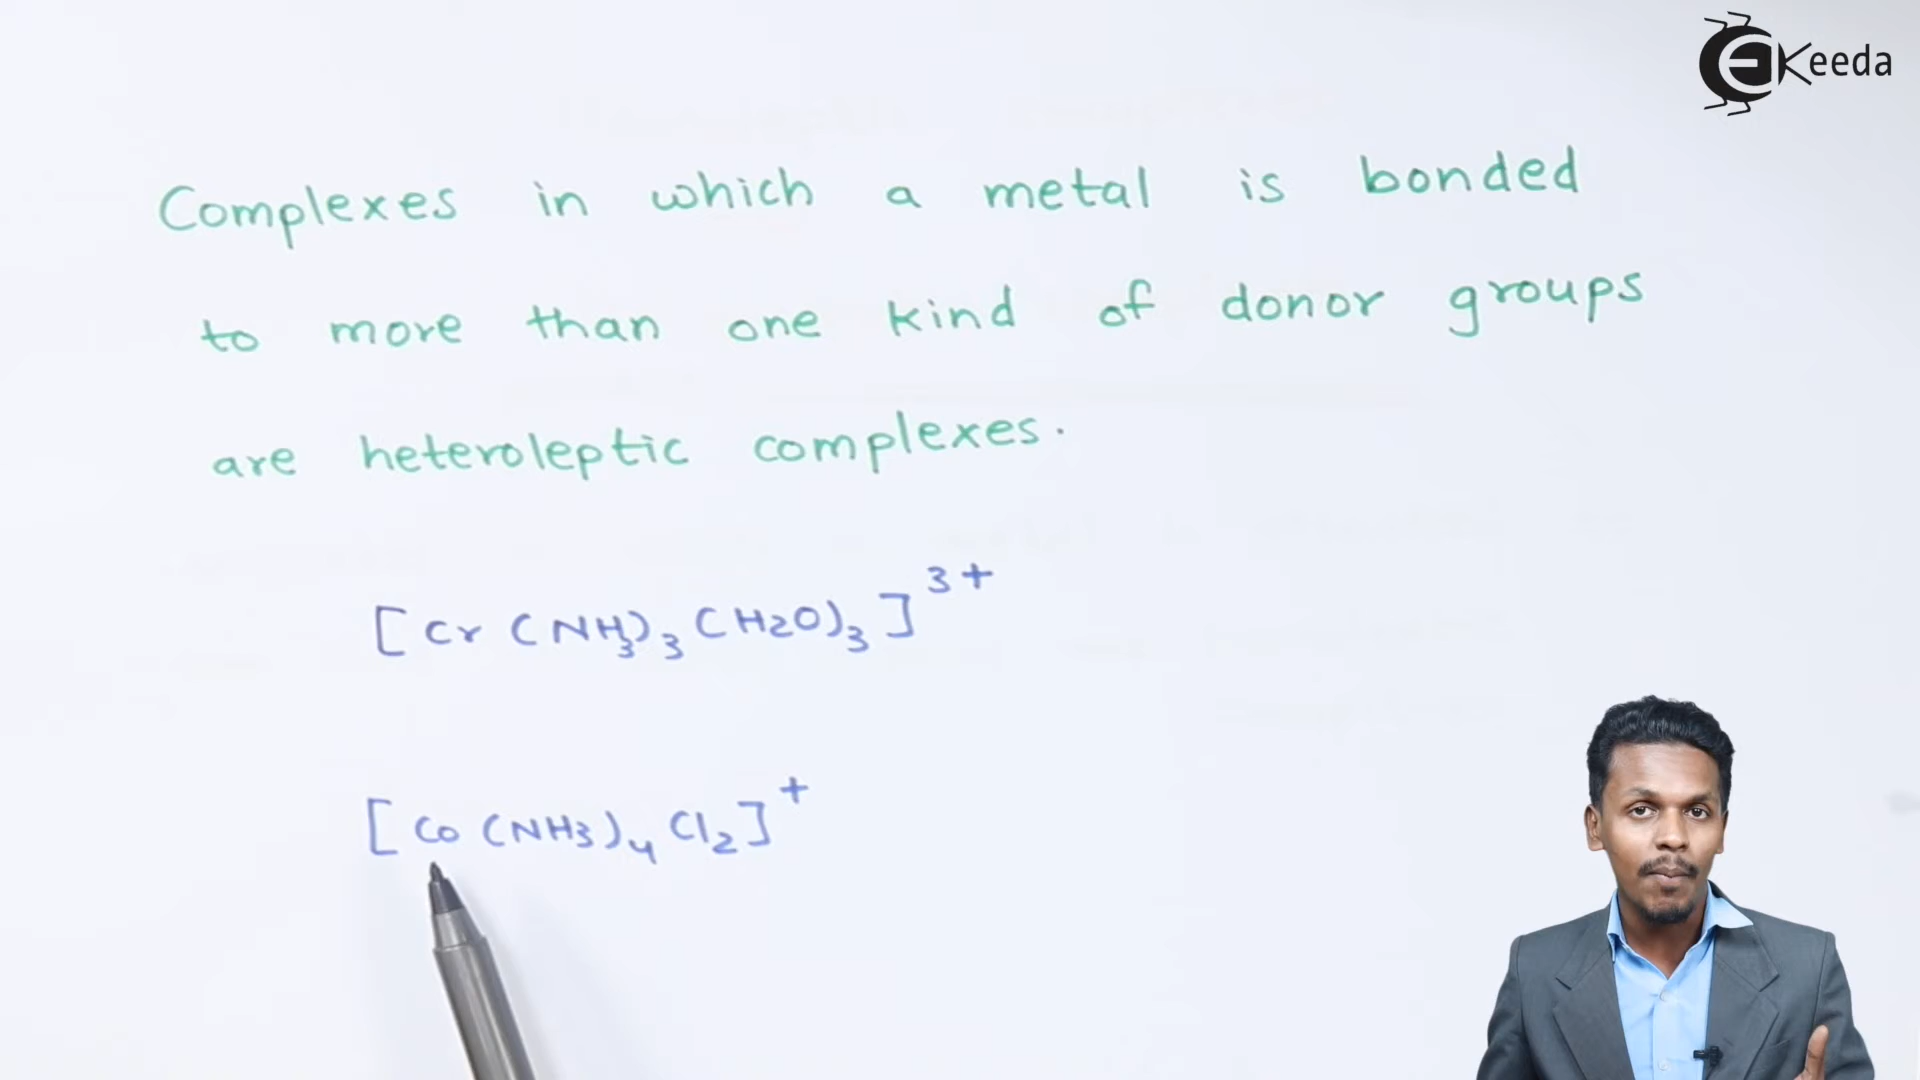 eKeeda
Complexes in which a metal is bonded
to more than one kind of donor groups
are heteroleptic complexes.
[Cr(NH₃)₃(H2O)₃]³⁺
[Co(NH3)₄Cl₂]⁺